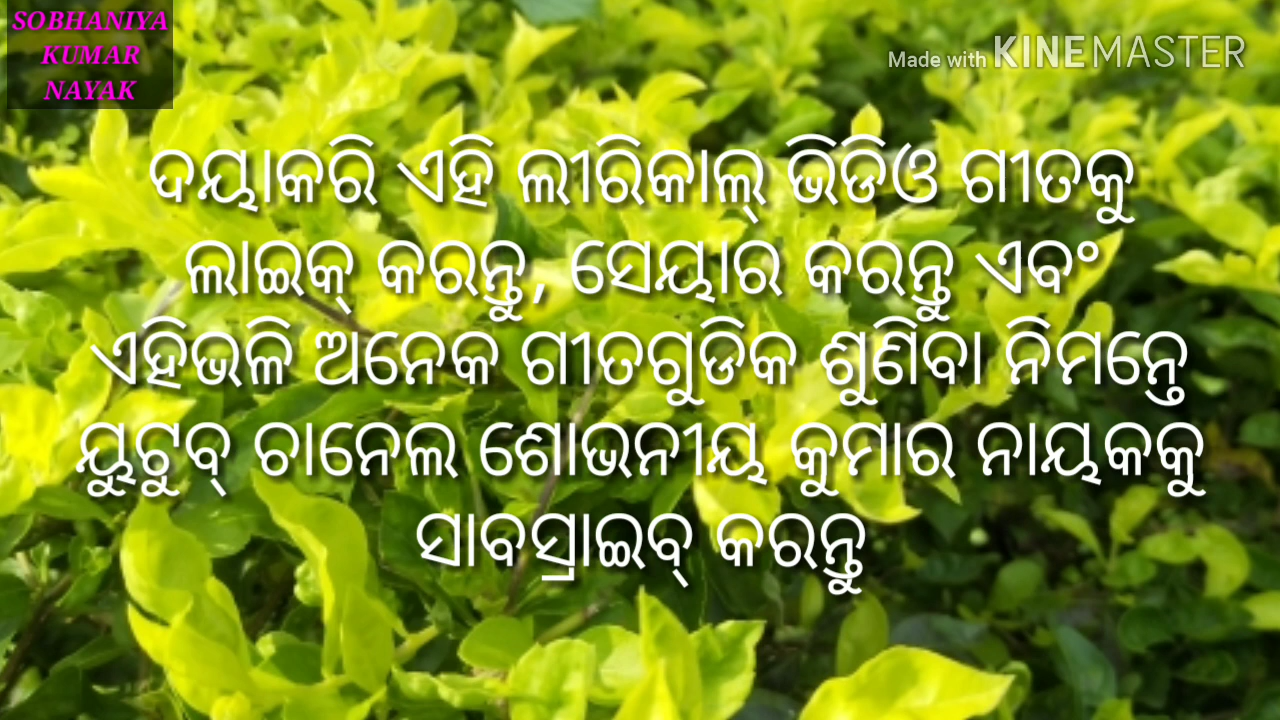 SOBHANIYA
KUMAR
NAYAK
Made with KINEMASTER
ଦୟାକରି ଏହି ଲୀରିକାଲ୍ ଭିଡିଓ ଗୀତକୁ
ଲାଇକ୍ କରନ୍ତୁ, ସେୟାର କରନ୍ତୁ ଏବଂ
ଏହିଭଳି ଅନେକ ଗୀତଗୁଡିକ ଶୁଣିବା ନିମନ୍ତେ
ୟୁଟୁବ୍ ଚାନେଲ ଶୋଭନୀୟ କୁମାର୍ ନାୟକକୁ
ସାବସ୍ରାଇବ୍ କରନ୍ତୁ